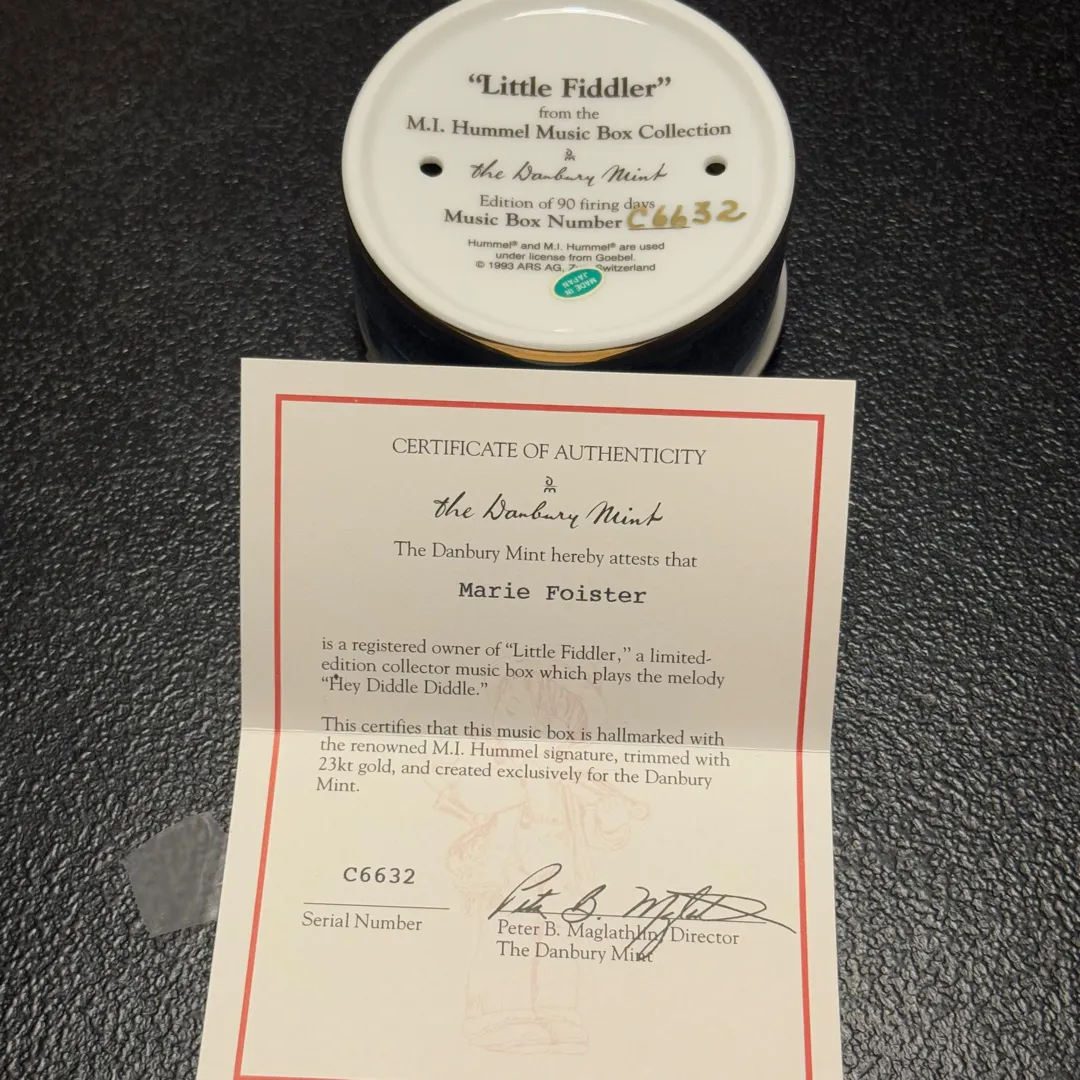 "Little Fiddler"
from the
M.I. Hummel Music Box Collection
the Danbury Mint
Edition of 90 firing days
Music Box Number C6632
Hummel® and M.I. Hummel® are used
under license from Goebel.
© 1993 ARS AG, Switzerland
MADE IN
JAPAN
CERTIFICATE OF AUTHENTICITY
the Danbury Mint
The Danbury Mint hereby attests that
Marie Foister
is a registered owner of "Little Fiddler," a limited-
edition collector music box which plays the melody
"Hey Diddle Diddle."
This certifies that this music box is hallmarked with
the renowned M.I. Hummel signature, trimmed with
23kt gold, and created exclusively for the Danbury
Mint.
C6632
Serial Number
Peter B. Maglathlin, Director
The Danbury Mint